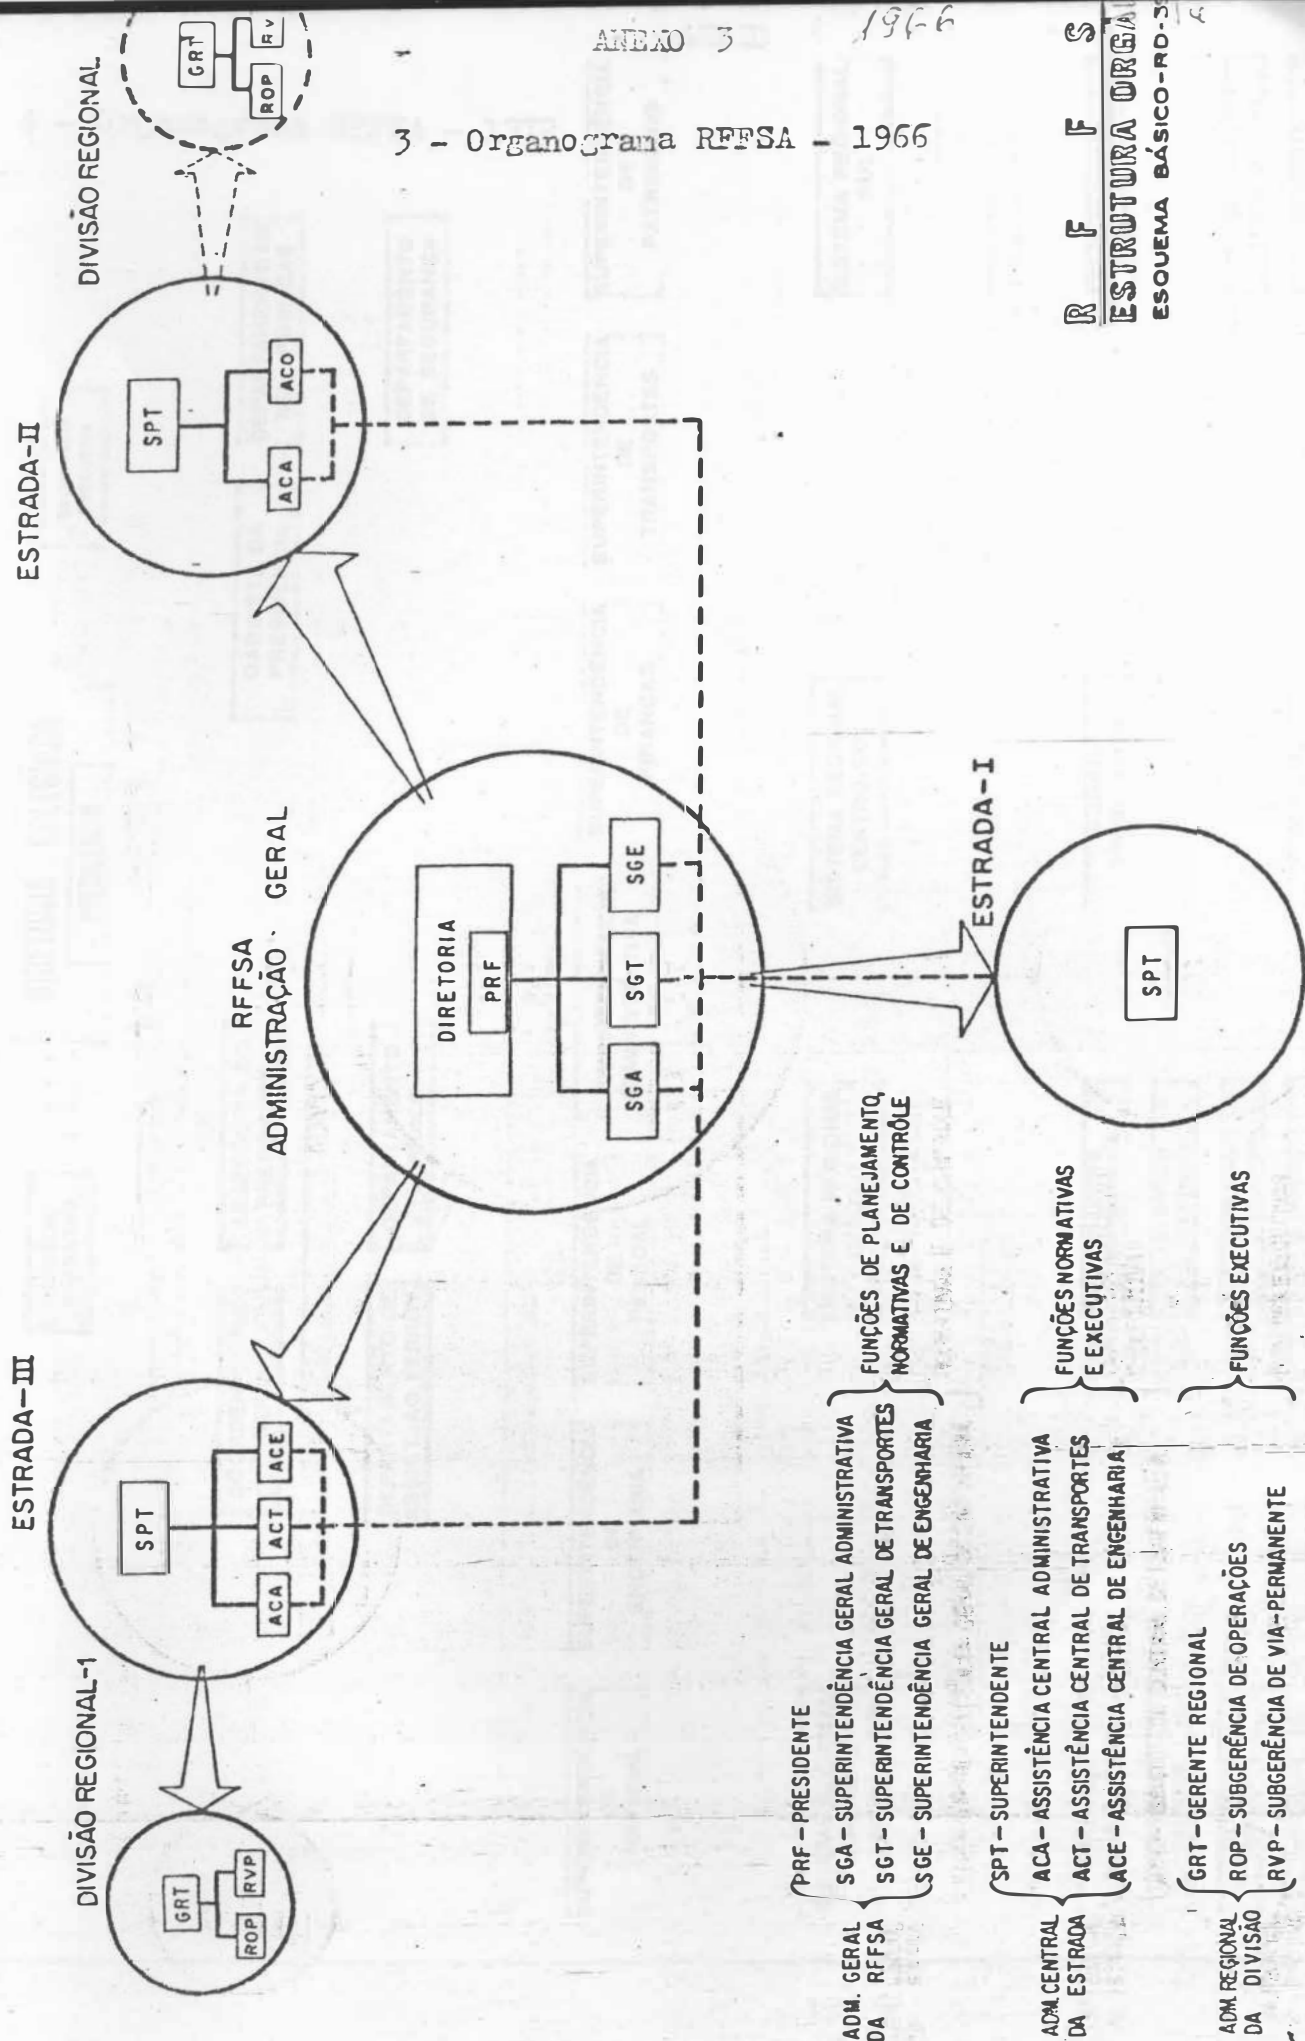 ANEXO 3
1966
3 - Organograma RFFSA - 1966
R F F S
ESTRUTURA ORGA
ESQUEMA BÁSICO-RD-
ESTRADA-III
SPT
ACA
ACT
ACE
DIVISÃO REGIONAL-1
GRT
ROP
RVP
RFFSA
ADMINISTRAÇÃO GERAL
DIRETORIA
PRF
SGA
SGT
SGE
ESTRADA-II
SPT
ACA
ACO
DIVISÃO REGIONAL
GRT
ROP
RV
ESTRADA-I
SPT
ADM. GERAL
DA RFFSA
PRF-PRESIDENTE
SGA-SUPERINTENDÊNCIA GERAL ADMINISTRATIVA
SGT-SUPERINTENDÊNCIA GERAL DE TRANSPORTES
SGE-SUPERINTENDÊNCIA GERAL DE ENGENHARIA
FUNÇÕES DE PLANEJAMENTO,
NORMATIVAS E DE CONTRÔLE
ADM.CENTRAL
DA ESTRADA
SPT-SUPERINTENDENTE
ACA-ASSISTÊNCIA CENTRAL ADMINISTRATIVA
ACT-ASSISTÊNCIA CENTRAL DE TRANSPORTES
ACE-ASSISTÊNCIA CENTRAL DE ENGENHARIA
FUNÇÕES NORMATIVAS
E EXECUTIVAS
ADM.REGIONAL
DA DIVISÃO
GRT-GERENTE REGIONAL
ROP-SUBGERÊNCIA DE OPERAÇÕES
RVP-SUBGERÊNCIA DE VIA-PERMANENTE
FUNÇÕES EXECUTIVAS